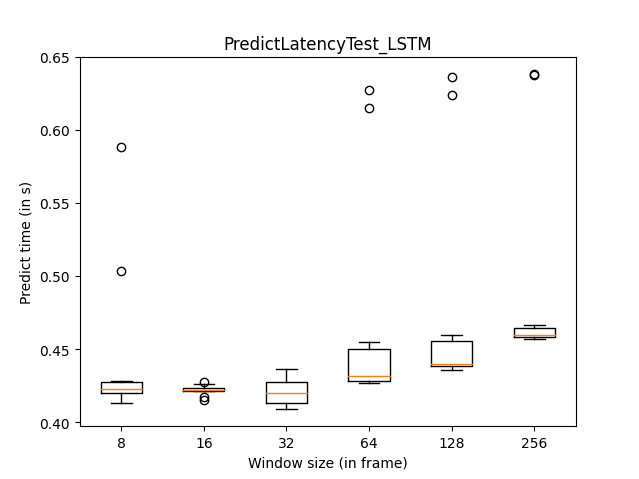 PredictLatencyTest_LSTM
0.65
0.60
0.55
0.50
0.45
0.40
Predict time (in s)
8 16 32 64 128 256
Window size (in frame)